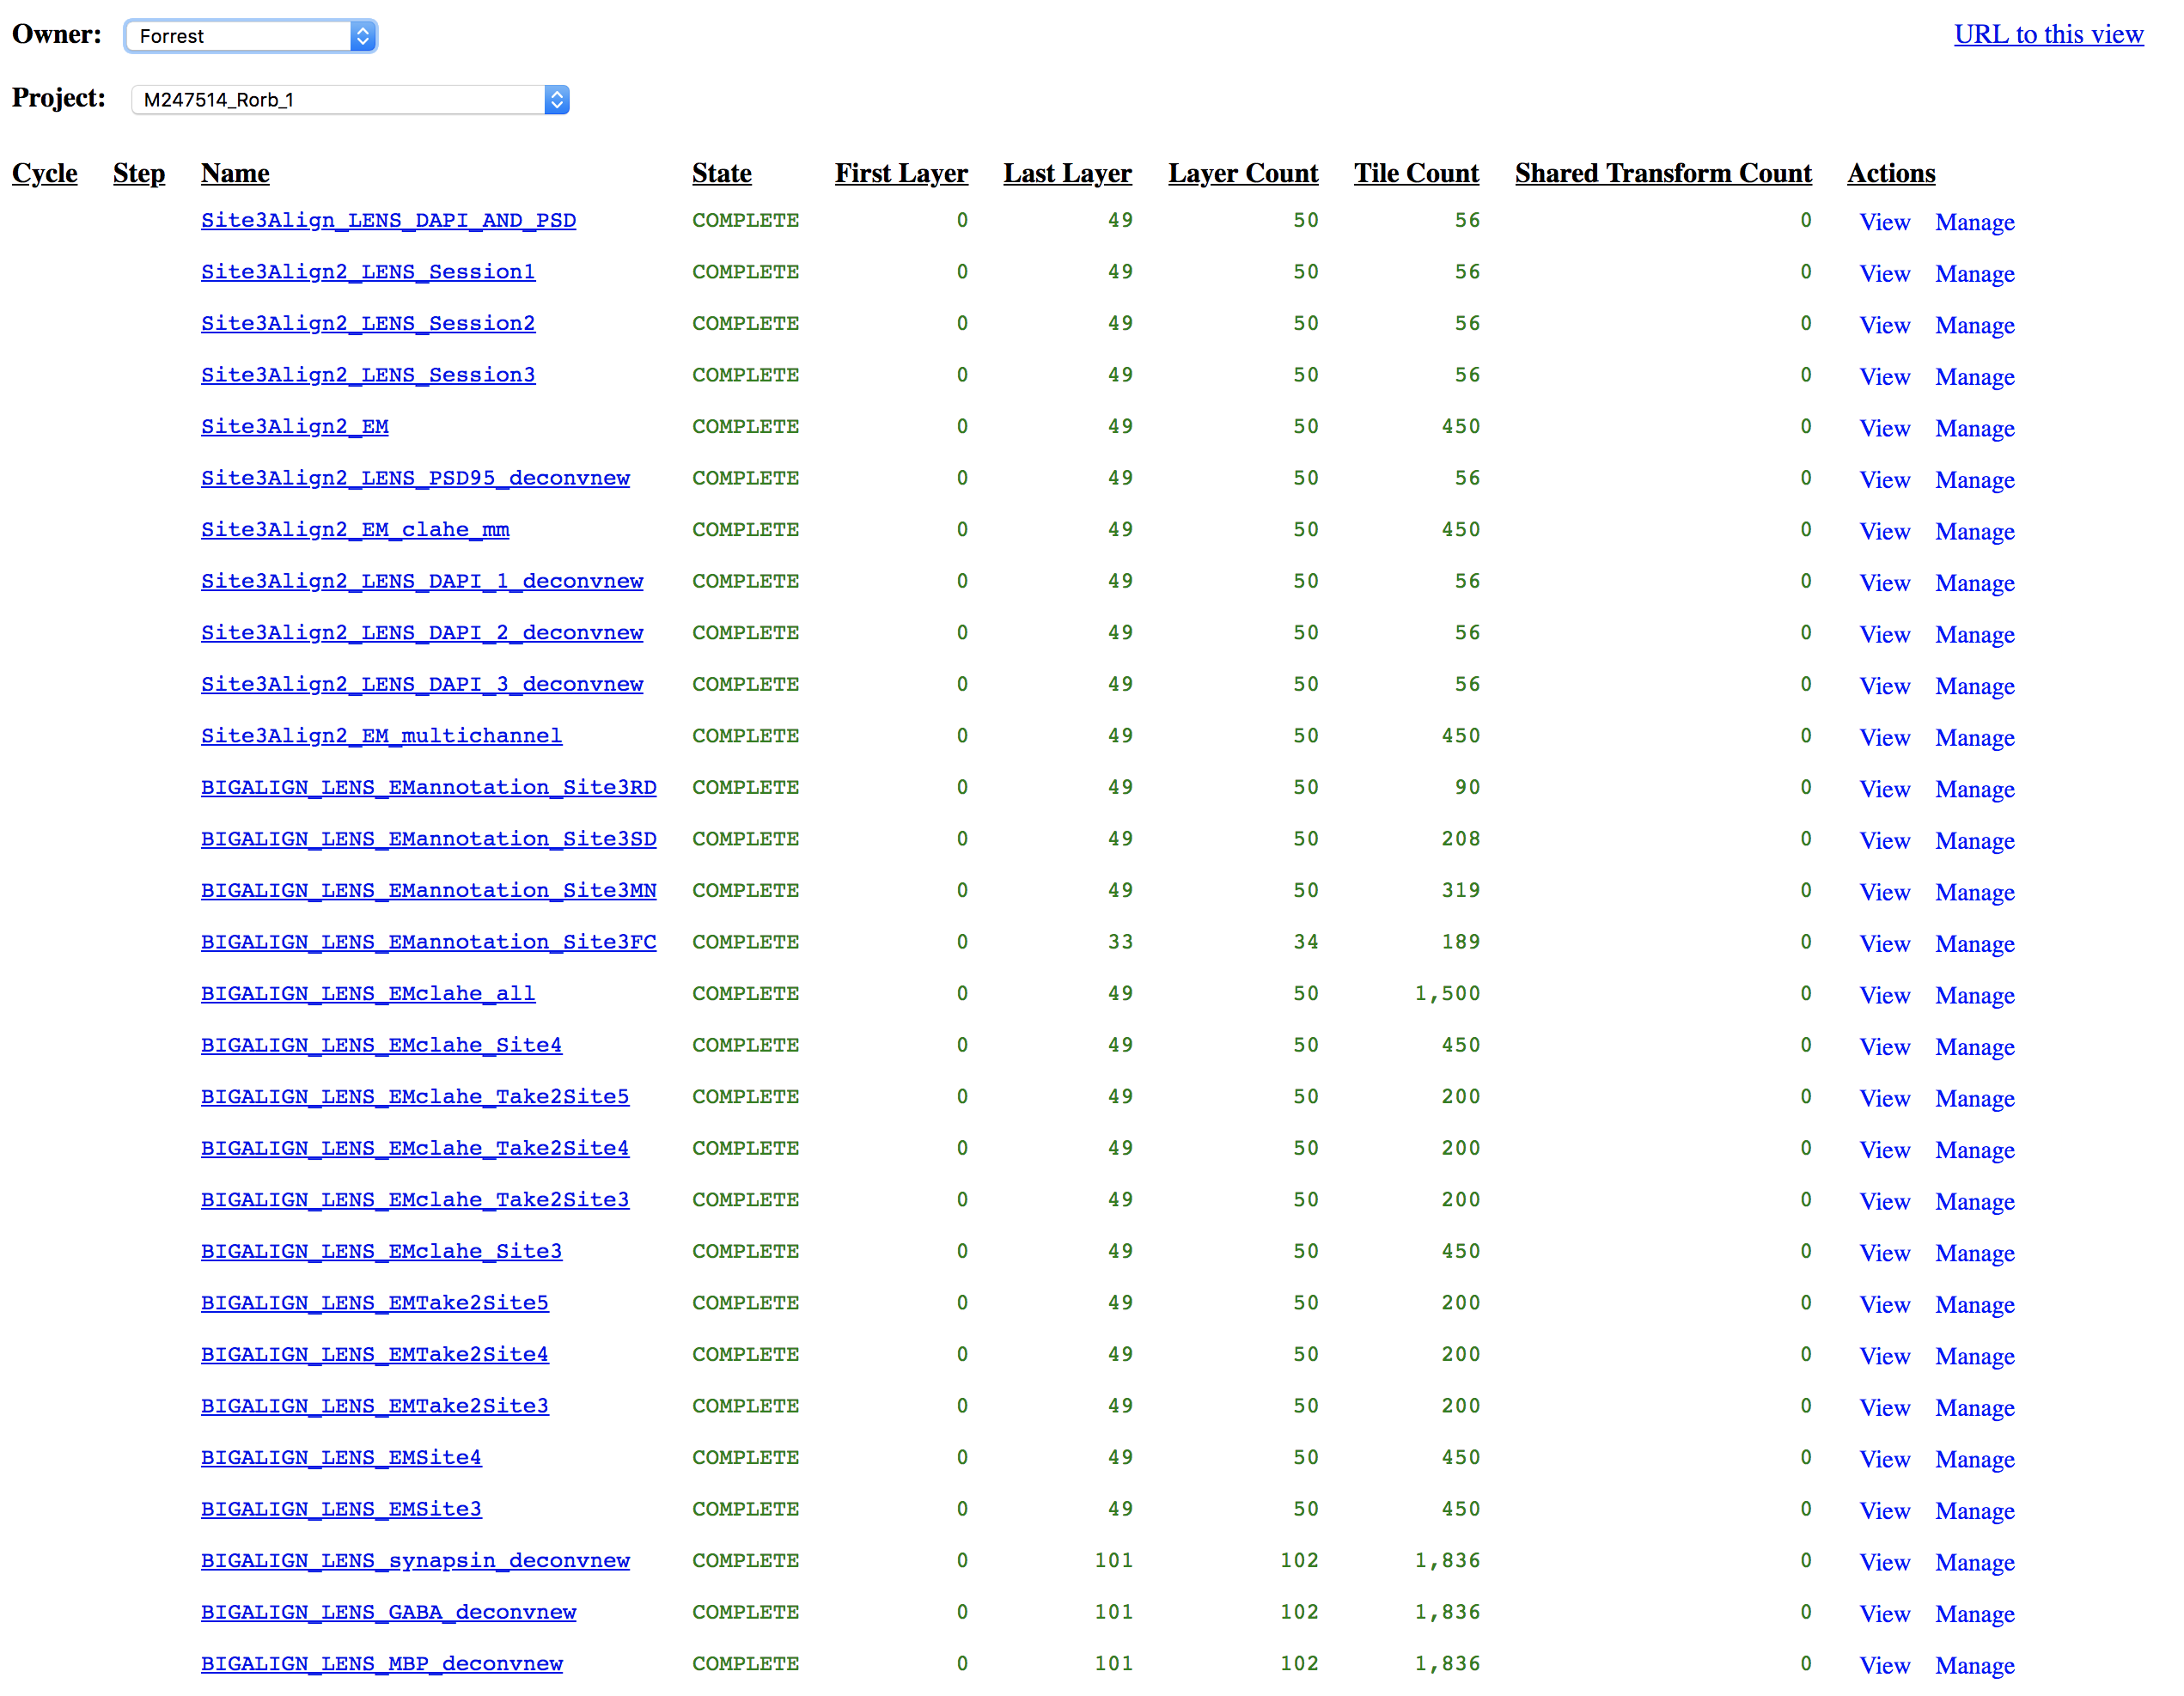 Owner: Forrest URL to this view
Project: M247514_Rorb_1
Cycle Step Name State First Layer Last Layer Layer Count Tile Count Shared Transform Count Actions
Site3Align_LENS_DAPI_AND_PSD COMPLETE 0 49 50 56 0 View Manage
Site3Align2_LENS_Session1 COMPLETE 0 49 50 56 0 View Manage
Site3Align2_LENS_Session2 COMPLETE 0 49 50 56 0 View Manage
Site3Align2_LENS_Session3 COMPLETE 0 49 50 56 0 View Manage
Site3Align2_EM COMPLETE 0 49 50 450 0 View Manage
Site3Align2_LENS_PSD95_deconvnew COMPLETE 0 49 50 56 0 View Manage
Site3Align2_EM_clahe_mm COMPLETE 0 49 50 450 0 View Manage
Site3Align2_LENS_DAPI_1_deconvnew COMPLETE 0 49 50 56 0 View Manage
Site3Align2_LENS_DAPI_2_deconvnew COMPLETE 0 49 50 56 0 View Manage
Site3Align2_LENS_DAPI_3_deconvnew COMPLETE 0 49 50 56 0 View Manage
Site3Align2_EM_multichannel COMPLETE 0 49 50 450 0 View Manage
BIGALIGN_LENS_EMannotation_Site3RD COMPLETE 0 49 50 90 0 View Manage
BIGALIGN_LENS_EMannotation_Site3SD COMPLETE 0 49 50 208 0 View Manage
BIGALIGN_LENS_EMannotation_Site3MN COMPLETE 0 49 50 319 0 View Manage
BIGALIGN_LENS_EMannotation_Site3FC COMPLETE 0 33 34 189 0 View Manage
BIGALIGN_LENS_EMclahe_all COMPLETE 0 49 50 1,500 0 View Manage
BIGALIGN_LENS_EMclahe_Site4 COMPLETE 0 49 50 450 0 View Manage
BIGALIGN_LENS_EMclahe_Take2Site5 COMPLETE 0 49 50 200 0 View Manage
BIGALIGN_LENS_EMclahe_Take2Site4 COMPLETE 0 49 50 200 0 View Manage
BIGALIGN_LENS_EMclahe_Take2Site3 COMPLETE 0 49 50 200 0 View Manage
BIGALIGN_LENS_EMclahe_Site3 COMPLETE 0 49 50 450 0 View Manage
BIGALIGN_LENS_EMTake2Site5 COMPLETE 0 49 50 200 0 View Manage
BIGALIGN_LENS_EMTake2Site4 COMPLETE 0 49 50 200 0 View Manage
BIGALIGN_LENS_EMTake2Site3 COMPLETE 0 49 50 200 0 View Manage
BIGALIGN_LENS_EMSite4 COMPLETE 0 49 50 450 0 View Manage
BIGALIGN_LENS_EMSite3 COMPLETE 0 49 50 450 0 View Manage
BIGALIGN_LENS_synapsin_deconvnew COMPLETE 0 101 102 1,836 0 View Manage
BIGALIGN_LENS_GABA_deconvnew COMPLETE 0 101 102 1,836 0 View Manage
BIGALIGN_LENS_MBP_deconvnew COMPLETE 0 101 102 1,836 0 View Manage